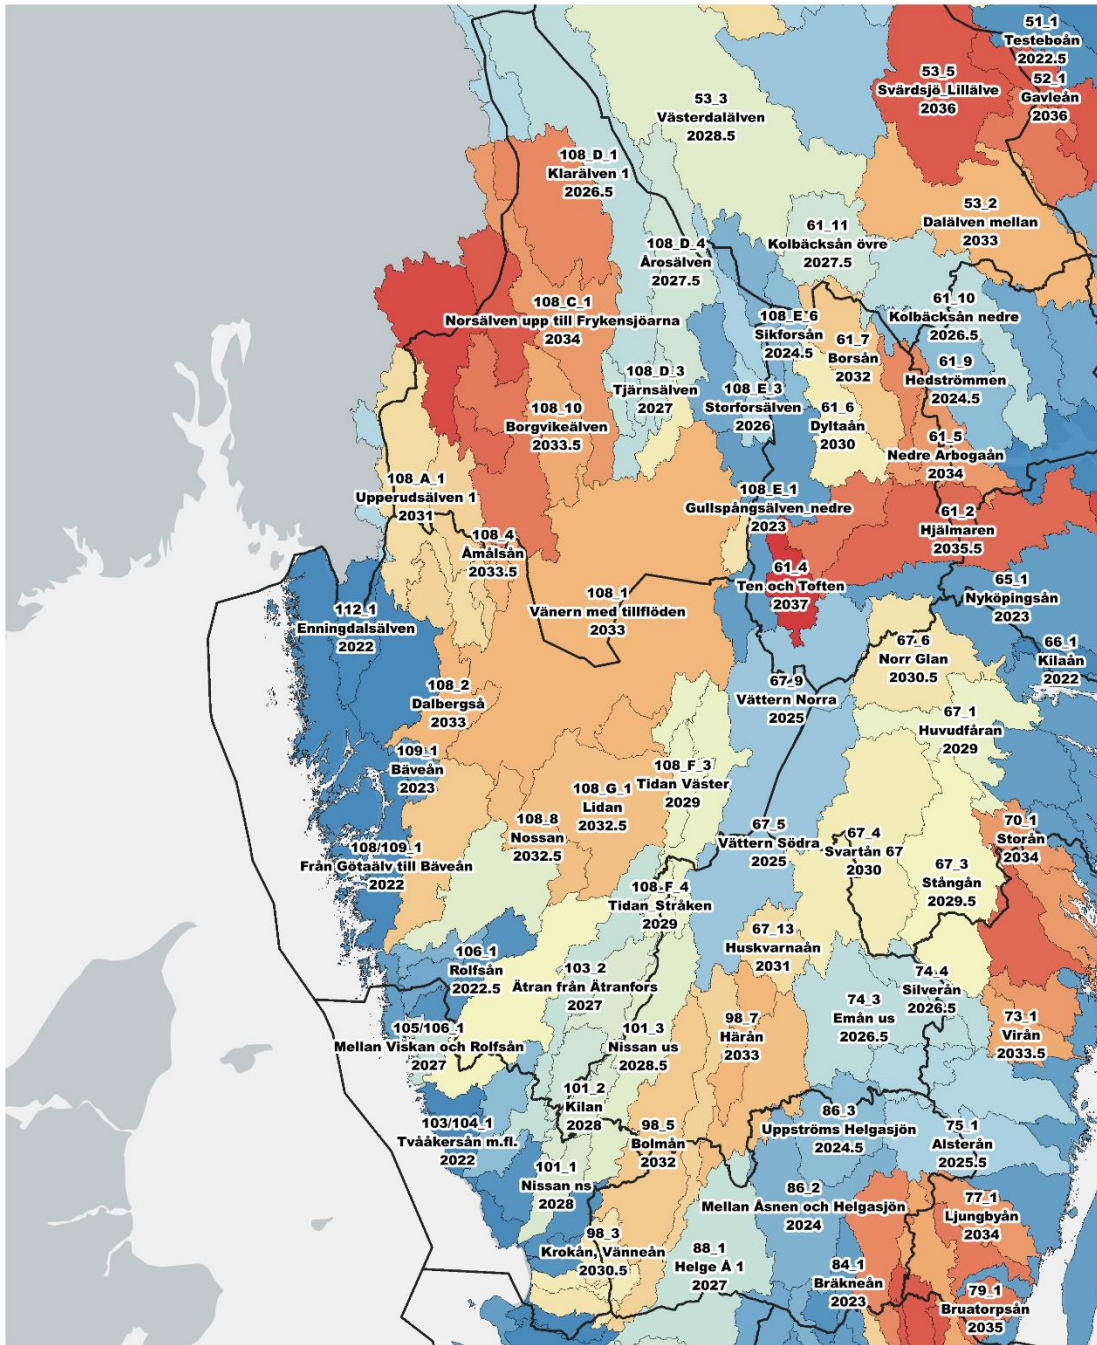 51_1
Testeboån
2022.5
53_5
Svärdsjö_Lillälve
2036
52_1
Gavleån
2036
53_3
Västerdalälven
2028.5
108_D_1
Klarälven 1
2026.5
53_2
Dalälven mellan
2033
61_11
Kolbäcksån övre
2027.5
108_D_4
Årosälven
2027.5
61_10
Kolbäcksån nedre
2026.5
108_C_1
Norsälven upp till Frykensjöarna
2034
108_E_6
Sikforsån
2024.5
61_7
Borsån
2032
61_9
Hedströmmen
2024.5
108_D_3
Tjärnsälven
2027
108_E_3
Storforsälven
2026
61_6
Dyltaån
2030
108_10
Borgvikeälven
2033.5
61_5
Nedre Arbogaån
2034
108_A_1
Upperudsälven 1
2031
108_E_1
Gullspångsälven_nedre
2023
61_2
Hjälmaren
2035.5
108_4
Åmålsån
2033.5
61_4
Ten och Toften
2037
65_1
Nyköpingsån
2023
108_1
Vänern med tillflöden
2033
112_1
Enningdalsälven
2022
67_6
Norr Glan
2030.5
66_1
Kilaån
2022
108_2
Dalbergså
2033
67_9
Vättern Norra
2025
67_1
Huvudfåran
2029
109_1
Bäveån
2023
108_F_3
Tidan Väster
2029
108_G_1
Lidan
2032.5
108_8
Nossan
2032.5
67_5
Vättern Södra
2025
67_4
Svartån 67
2030
70_1
Storån
2034
108/109_1
Från Götaälv till Bäveån
2022
67_3
Stångån
2029.5
108_F_4
Tidan_Stråken
2029
67_13
Huskvarnaån
2031
106_1
Rolfsån
2022.5
103_2
Ätran från Ätranfors
2027
74_4
Silverån
2026.5
74_3
Emån us
2026.5
73_1
Virån
2033.5
105/106_1
Mellan Viskan och Rolfsån
2027
101_3
Nissan us
2028.5
98_7
Härån
2033
101_2
Kilan
2028
86_3
Uppströms Helgasjön
2024.5
103/104_1
Tvååkersån m.fl.
2022
98_5
Bolmån
2032
75_1
Alsterån
2025.5
101_1
Nissan ns
2028
86_2
Mellan Åsnen och Helgasjön
2024
77_1
Ljungbyån
2034
98_3
Krokån, Vänneån
2030.5
88_1
Helge Å 1
2027
84_1
Bräkneån
2023
79_1
Bruatorpsån
2035